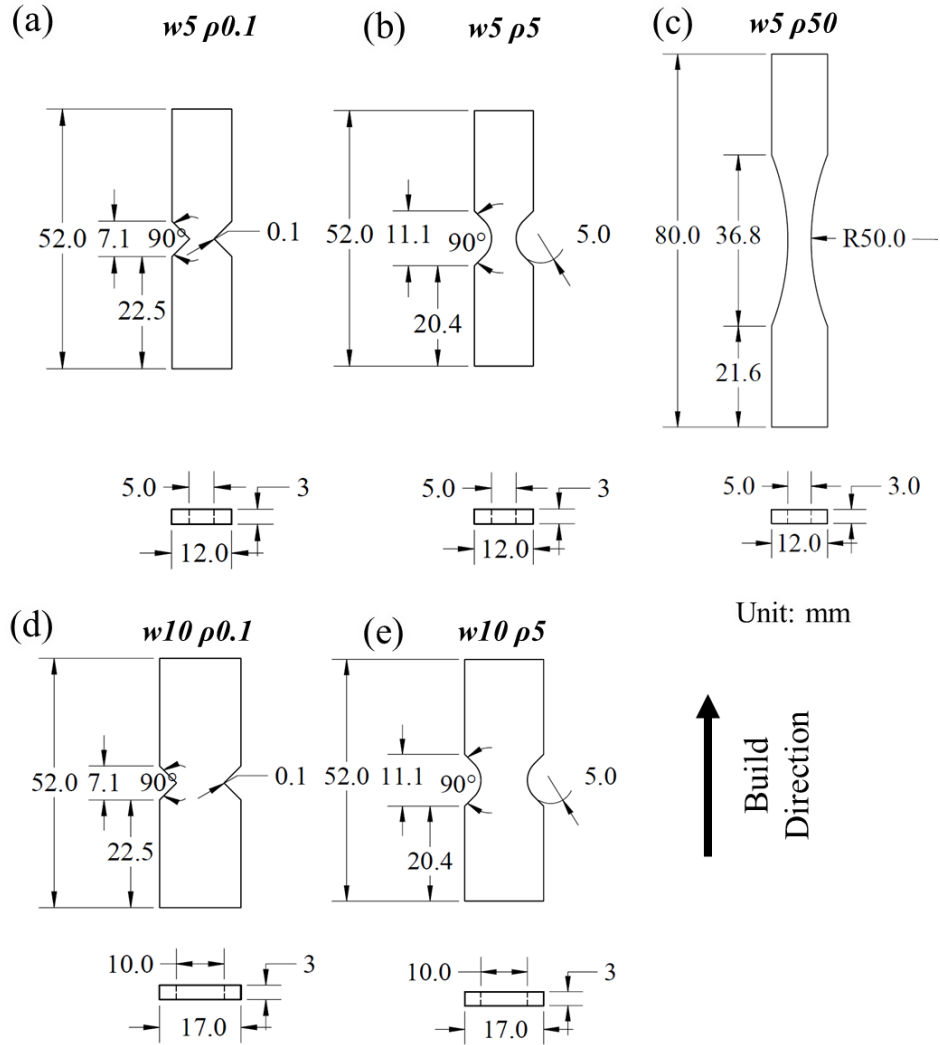 (a) w5 ρ0.1
52.0 7.1 90° 0.1
22.5
5.0 3
12.0
(b) w5 ρ5
52.0 11.1 90° 5.0
20.4
5.0 3
12.0
(c) w5 ρ50
80.0 36.8 R50.0
21.6
5.0 3.0
12.0
Unit: mm
(d) w10 ρ0.1
52.0 7.1 90° 0.1
22.5
10.0 3
17.0
(e) w10 ρ5
52.0 11.1 90° 5.0
20.4
10.0 3
17.0
Build
Direction